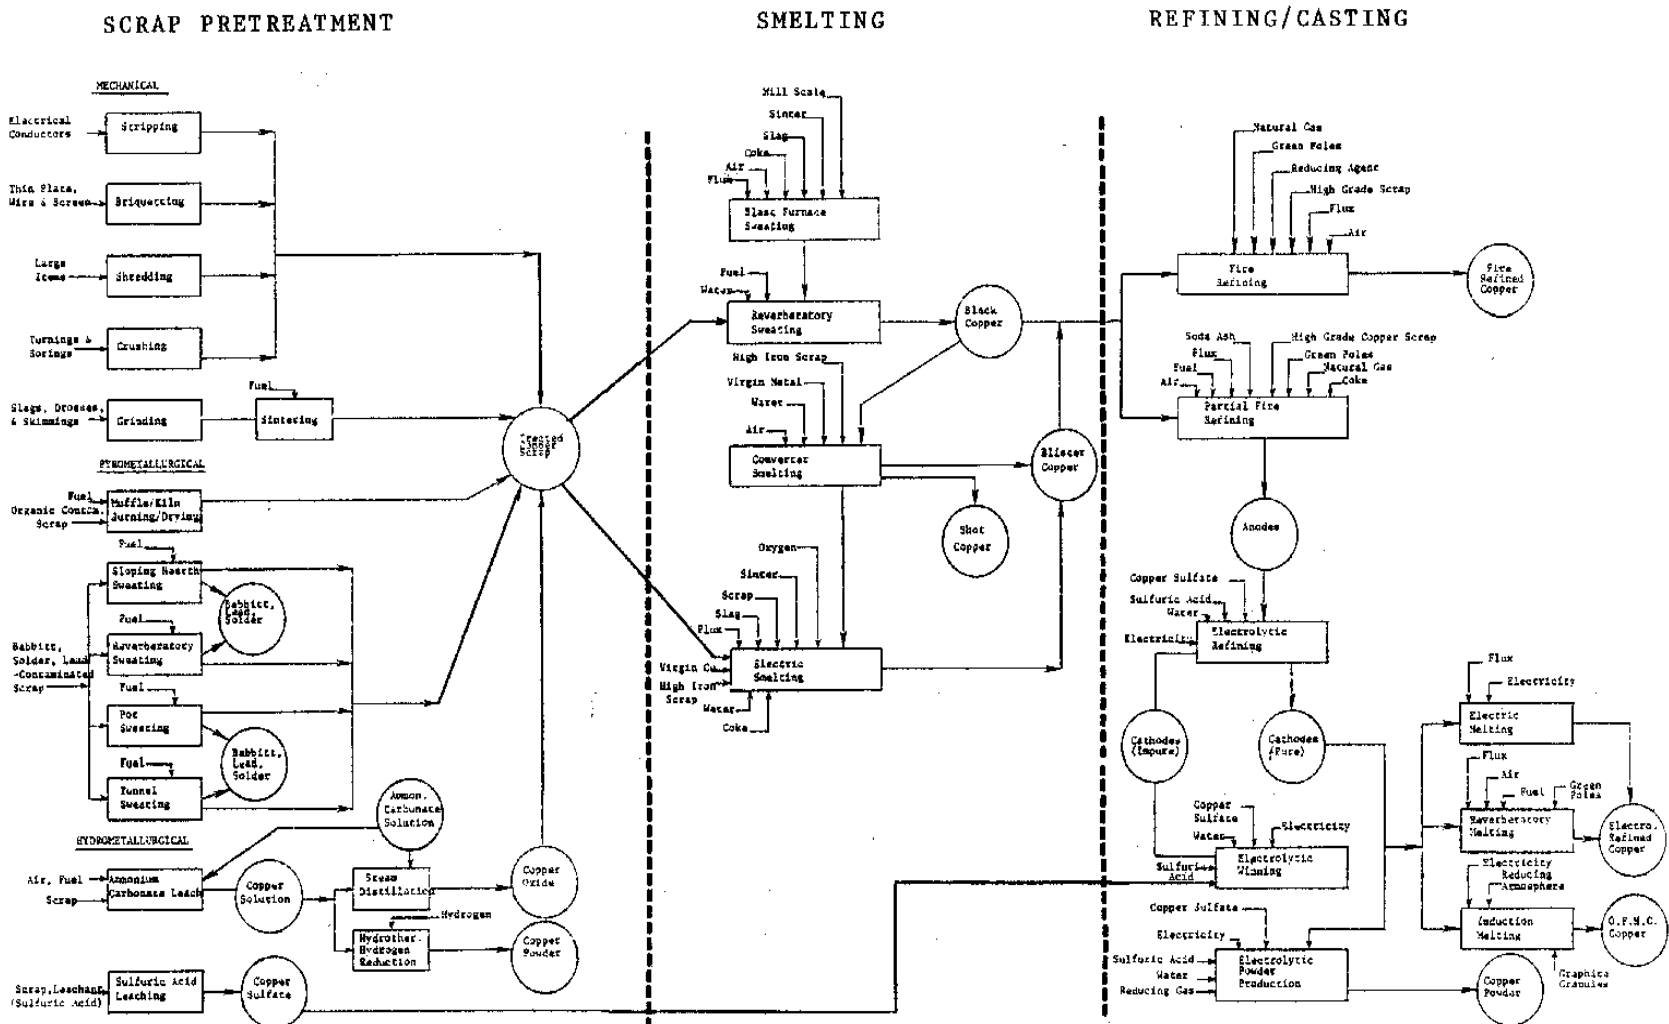 SCRAP PRETREATMENT
SMELTING
REFINING/CASTING
MECHANICAL
Electrical
Conductors
Stripping
Thin Plate,
Wire & Screen
Briquetting
Large
Items
Shredding
Turnings &
Borings
Crushing
Slags, Drosses,
& Skimmings
Grinding
Fuel
Sintering
Treated
Scrap
PYROMETALLURGICAL
Fuel
Organic Contam.
Scrap
Muffle/Kiln
Burning/Drying
Fuel
Sloping Hearth
Sweating
Babbitt,
Lead,
Solder
Fuel
Reverberatory
Sweating
Babbitt,
Solder, Lead
-Contaminated
Scrap
Fuel
Pot
Sweating
Babbitt,
Lead,
Solder
Fuel
Tunnel
Sweating
HYDROMETALLURGICAL
Ammon.
Carbonate
Solution
Air, Fuel
Scrap
Ammonium
Carbonate Leach
Copper
Solution
Steam
Distillation
Copper
Oxide
Hydrogen
Hydrother.
Hydrogen
Reduction
Copper
Powder
Scrap, Leachant
(Sulfuric Acid)
Sulfuric Acid
Leaching
Copper
Sulfate
Mill Scale
Sinter
Slag
Coke
Air
Flux
Blast Furnace
Sweating
Fuel
Water
Reverberatory
Sweating
Black
Copper
High Iron Scrap
Virgin Metal
Water
Air
Converter
Smelting
Blister
Copper
Shot
Copper
Oxygen
Sinter
Scrap
Slag
Flux
Virgin Cu
High Iron
Scrap
Water
Coke
Electric
Smelting
Natural Gas
Green Poles
Reducing Agent
High Grade Scrap
Flux
Air
Fire
Refining
Fire
Refined
Copper
Soda Ash
Flux
Fuel
Air
High Grade Copper Scrap
Green Poles
Natural Gas
Coke
Partial Fire
Refining
Anodes
Copper Sulfate
Sulfuric Acid
Water
Electricity
Electrolytic
Refining
Cathodes
(Impure)
Cathodes
(Pure)
Copper
Sulfate
Water
Electricity
Sulfuric
Acid
Electrolytic
Winning
Copper Sulfate
Electricity
Sulfuric Acid
Water
Reducing Gas
Electrolytic
Powder
Production
Copper
Powder
Flux
Electricity
Electric
Melting
Flux
Air
Fuel
Green
Poles
Reverberatory
Melting
Electro.
Refined
Copper
Electricity
Reducing
Atmosphere
Induction
Melting
O.F.H.C.
Copper
Graphite
Granules